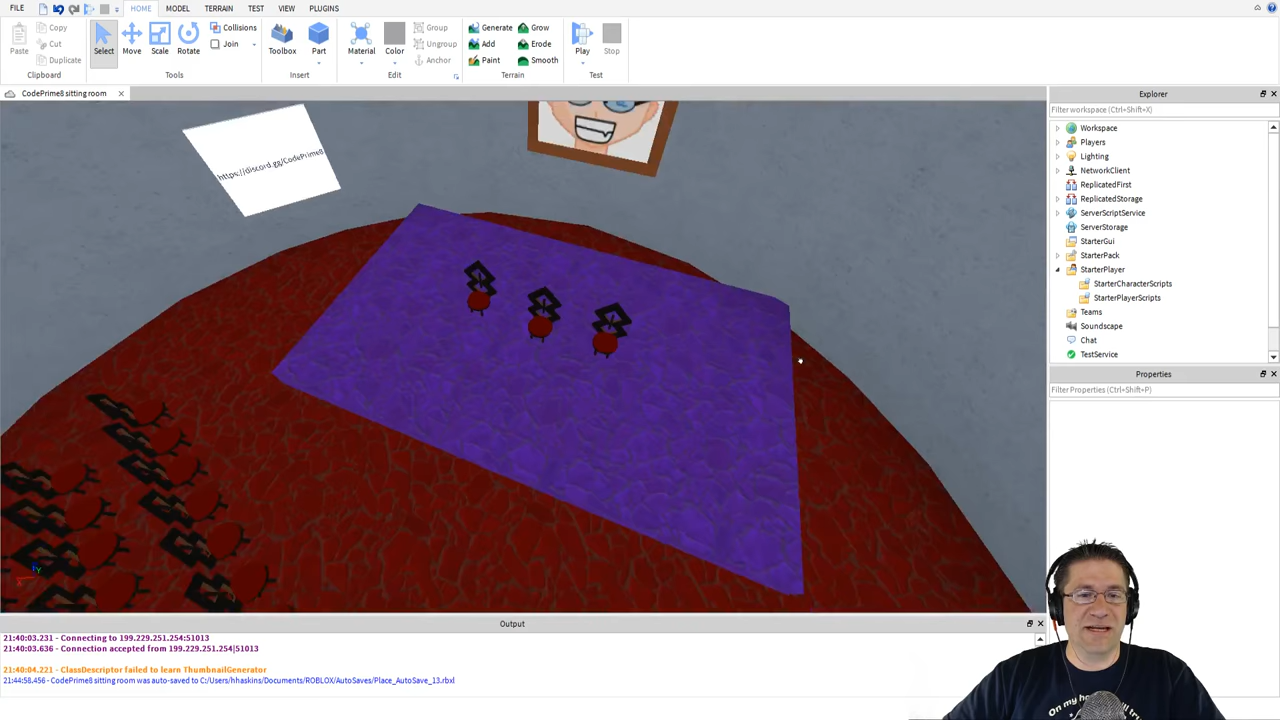 FILE HOME MODEL TERRAIN TEST VIEW PLUGINS
Paste Copy Cut Duplicate Clipboard
Select Move Scale Rotate Collisions Join Tools
Toolbox Part Insert
Material Color Group Ungroup Anchor Edit
Generate Add Paint Grow Erode Smooth Terrain
Play Stop Test
CodePrime8 sitting room
https://discord.gg/CodePrime8
Explorer
Filter workspace (Ctrl+Shift+X)
Workspace
Players
Lighting
NetworkClient
ReplicatedFirst
ReplicatedStorage
ServerScriptService
ServerStorage
StarterGui
StarterPack
StarterPlayer
StarterCharacterScripts
StarterPlayerScripts
Teams
Soundscape
Chat
TestService
Properties
Filter Properties (Ctrl+Shift+P)
Output
21:40:03.231 - Connecting to 199.229.251.254:51013
21:40:03.636 - Connection accepted from 199.229.251.254|51013
21:40:04.221 - ClassDescriptor failed to learn ThumbnailGenerator
21:44:58.456 - CodePrime8 sitting room was auto-saved to C:/Users/hhaskins/Documents/ROBLOX/AutoSaves/Place_AutoSave_13.rbxl
On my